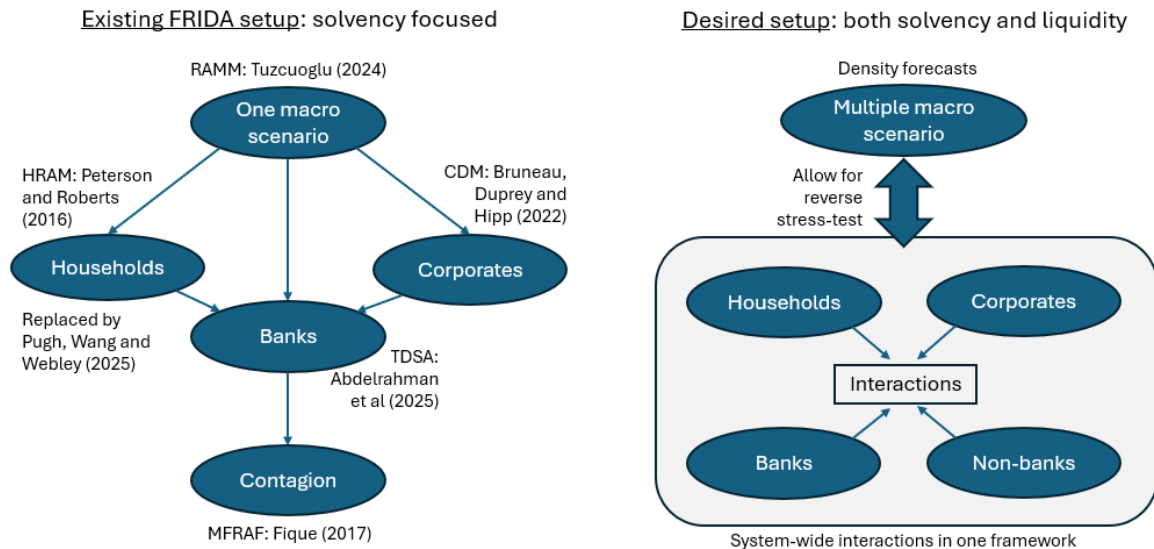 Existing FRIDA setup: solvency focused
RAMM: Tuzcuoglu (2024)
One macro
scenario
HRAM: Peterson
and Roberts
(2016)
CDM: Bruneau,
Duprey and
Hipp (2022)
Households
Corporates
Replaced by
Pugh, Wang and
Webley (2025)
Banks
TDSA:
Abdelrahman
et al (2025)
Contagion
MFRAF: Fique (2017)
Desired setup: both solvency and liquidity
Density forecasts
Multiple macro
scenario
Allow for
reverse
stress-test
Households
Corporates
Interactions
Banks
Non-banks
System-wide interactions in one framework